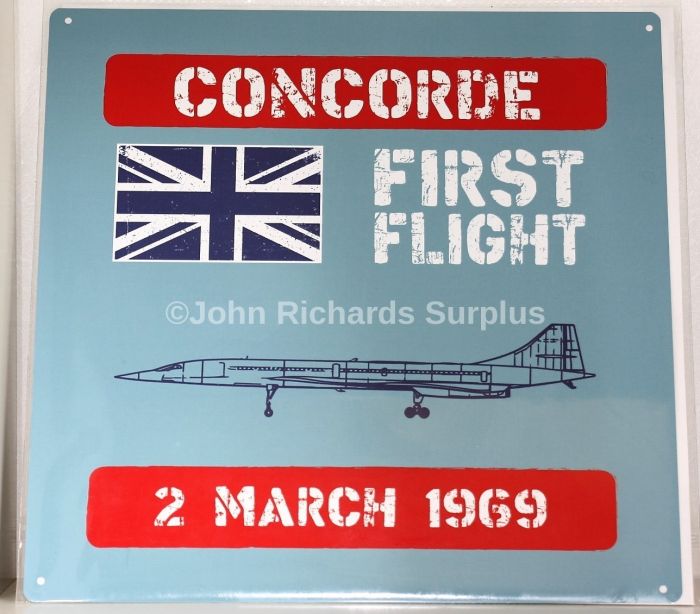 CONCORDE
FIRST
FLIGHT
©John Richards Surplus
2 MARCH 1969